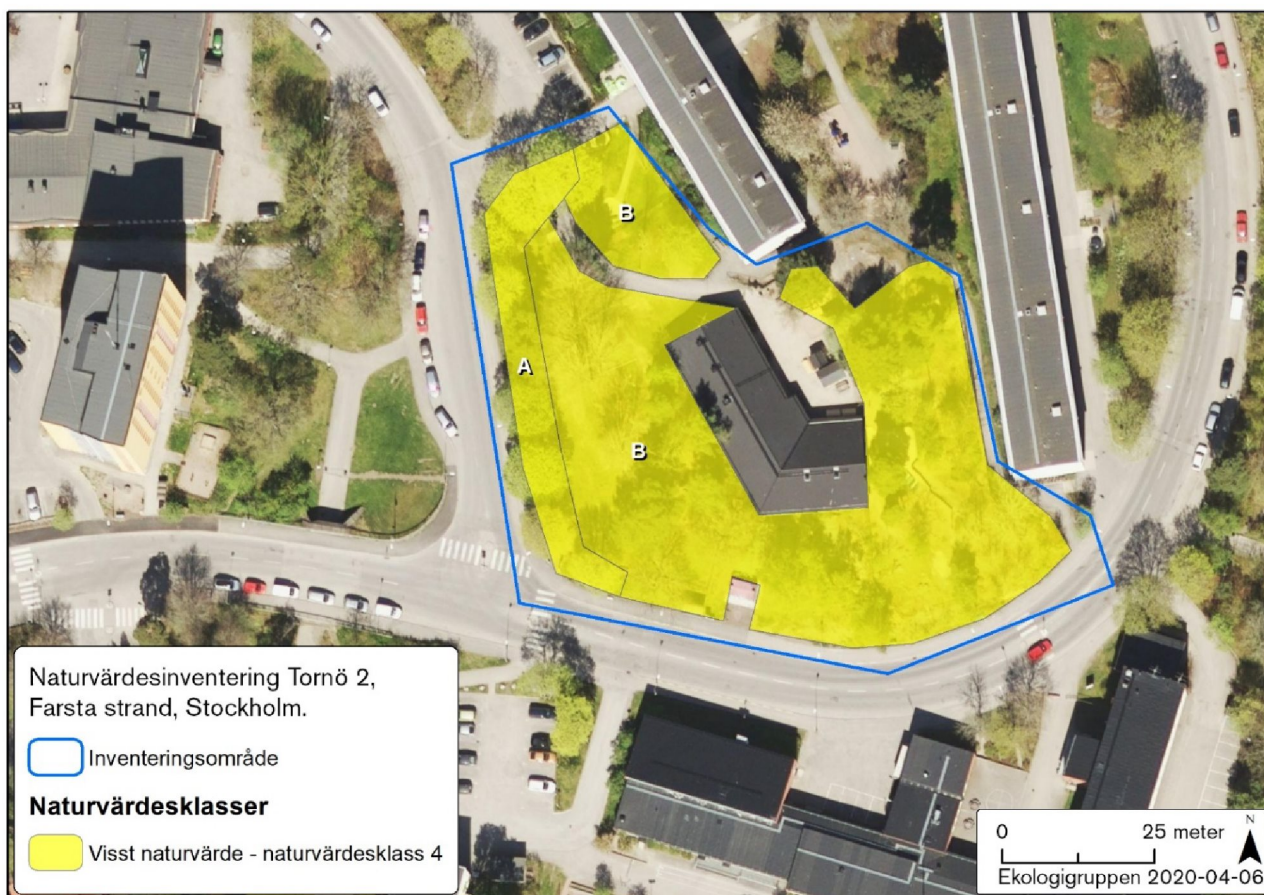 B
A
B
Naturvärdesinventering Tornö 2,
Farsta strand, Stockholm.
Inventeringsområde
Naturvärdesklasser
Visst naturvärde - naturvärdesklass 4
N
0 25 meter
Ekologigruppen 2020-04-06